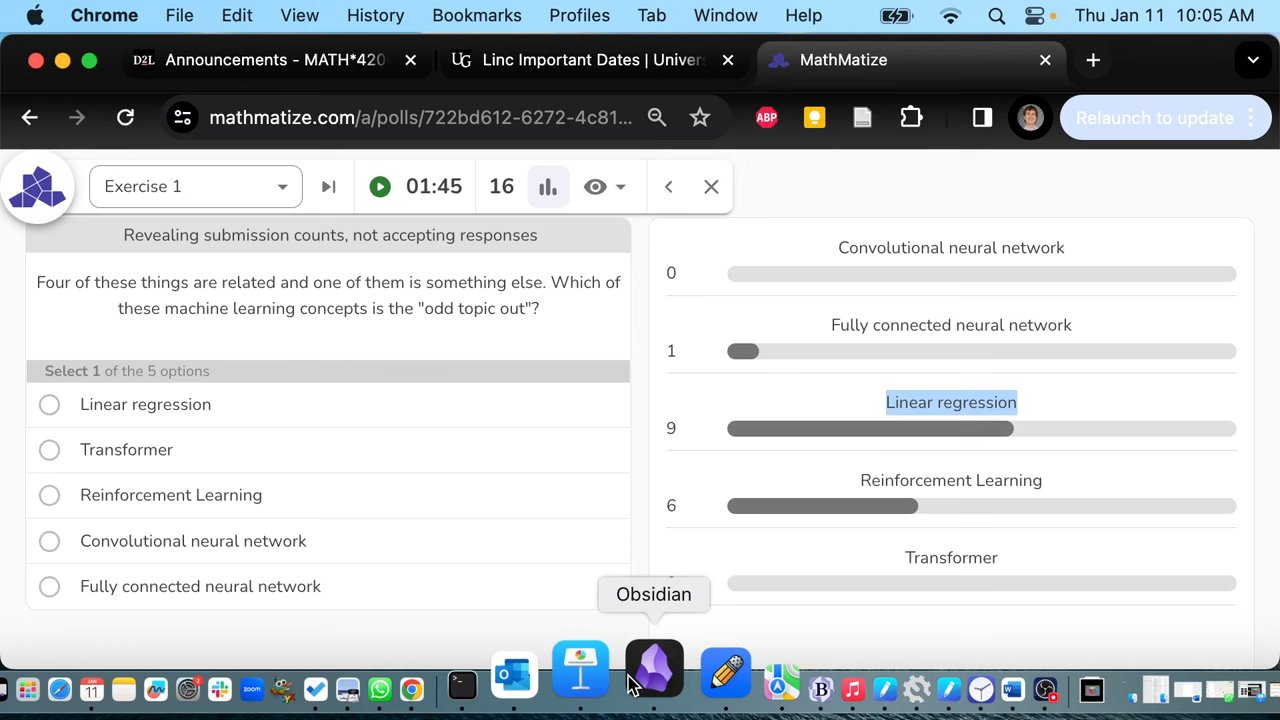 Chrome File Edit View History Bookmarks Profiles Tab Window Help Thu Jan 11 10:05 AM
D2L Announcements - MATH*420 UG Linc Important Dates | Univer MathMatize
mathmatize.com/a/polls/722bd612-6272-4c81... ABP Relaunch to update
Exercise 1 01:45 16
Revealing submission counts, not accepting responses
Four of these things are related and one of them is something else. Which of
these machine learning concepts is the "odd topic out"?
Select 1 of the 5 options
Linear regression
Transformer
Reinforcement Learning
Convolutional neural network
Fully connected neural network
Convolutional neural network
0
Fully connected neural network
1
Linear regression
9
Reinforcement Learning
6
Transformer
Obsidian
zoom